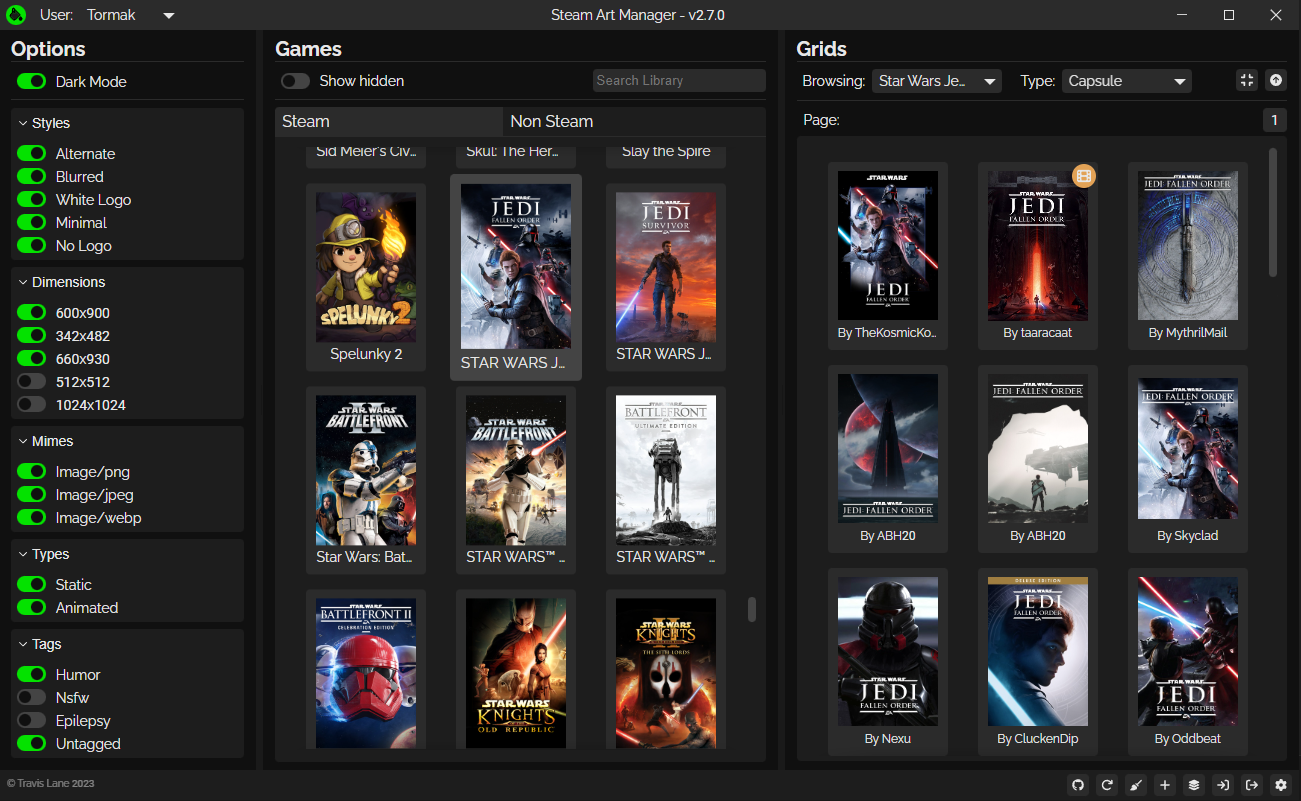 User: Tormak
Steam Art Manager - v2.7.0
Options
Dark Mode
Styles
Alternate
Blurred
White Logo
Minimal
No Logo
Dimensions
600x900
342x482
660x930
512x512
1024x1024
Mimes
Image/png
Image/jpeg
Image/webp
Types
Static
Animated
Tags
Humor
Nsfw
Epilepsy
Untagged
© Travis Lane 2023
Games
Show hidden
Search Library
Steam
Non Steam
Sid Meier's Civ...
Skul: The Her...
Slay the Spire
SPELUNKY 2
Spelunky 2
STAR WARS
JEDI
FALLEN ORDER
STAR WARS J...
STAR WARS
JEDI
SURVIVOR
STAR WARS J...
STAR WARS
BATTLEFRONT
II
Star Wars: Bat...
STAR WARS
BATTLEFRONT
STAR WARS™ ...
STAR WARS
BATTLEFRONT
ULTIMATE EDITION
STAR WARS™ ...
STAR WARS
BATTLEFRONT II
CELEBRATION EDITION
STAR WARS
KNIGHTS
OF THE
OLD REPUBLIC
STAR WARS
KNIGHTS
II
THE SITH LORDS
Grids
Browsing:
Star Wars Je...
Type:
Capsule
Page:
1
STAR WARS
JEDI
FALLEN ORDER
By TheKosmicKo...
STAR WARS
JEDI
FALLEN ORDER
By taaracaat
STAR WARS
JEDI: FALLEN ORDER
By MythrilMail
STAR WARS
JEDI: FALLEN ORDER
By ABH20
STAR WARS
JEDI: FALLEN ORDER
By ABH20
STAR WARS
JEDI: FALLEN ORDER
By Skyclad
STAR WARS
JEDI
FALLEN ORDER
By Nexu
DELUXE EDITION
STAR WARS
JEDI
FALLEN ORDER
By CluckenDip
STAR WARS
JEDI
FALLEN ORDER
By Oddbeat